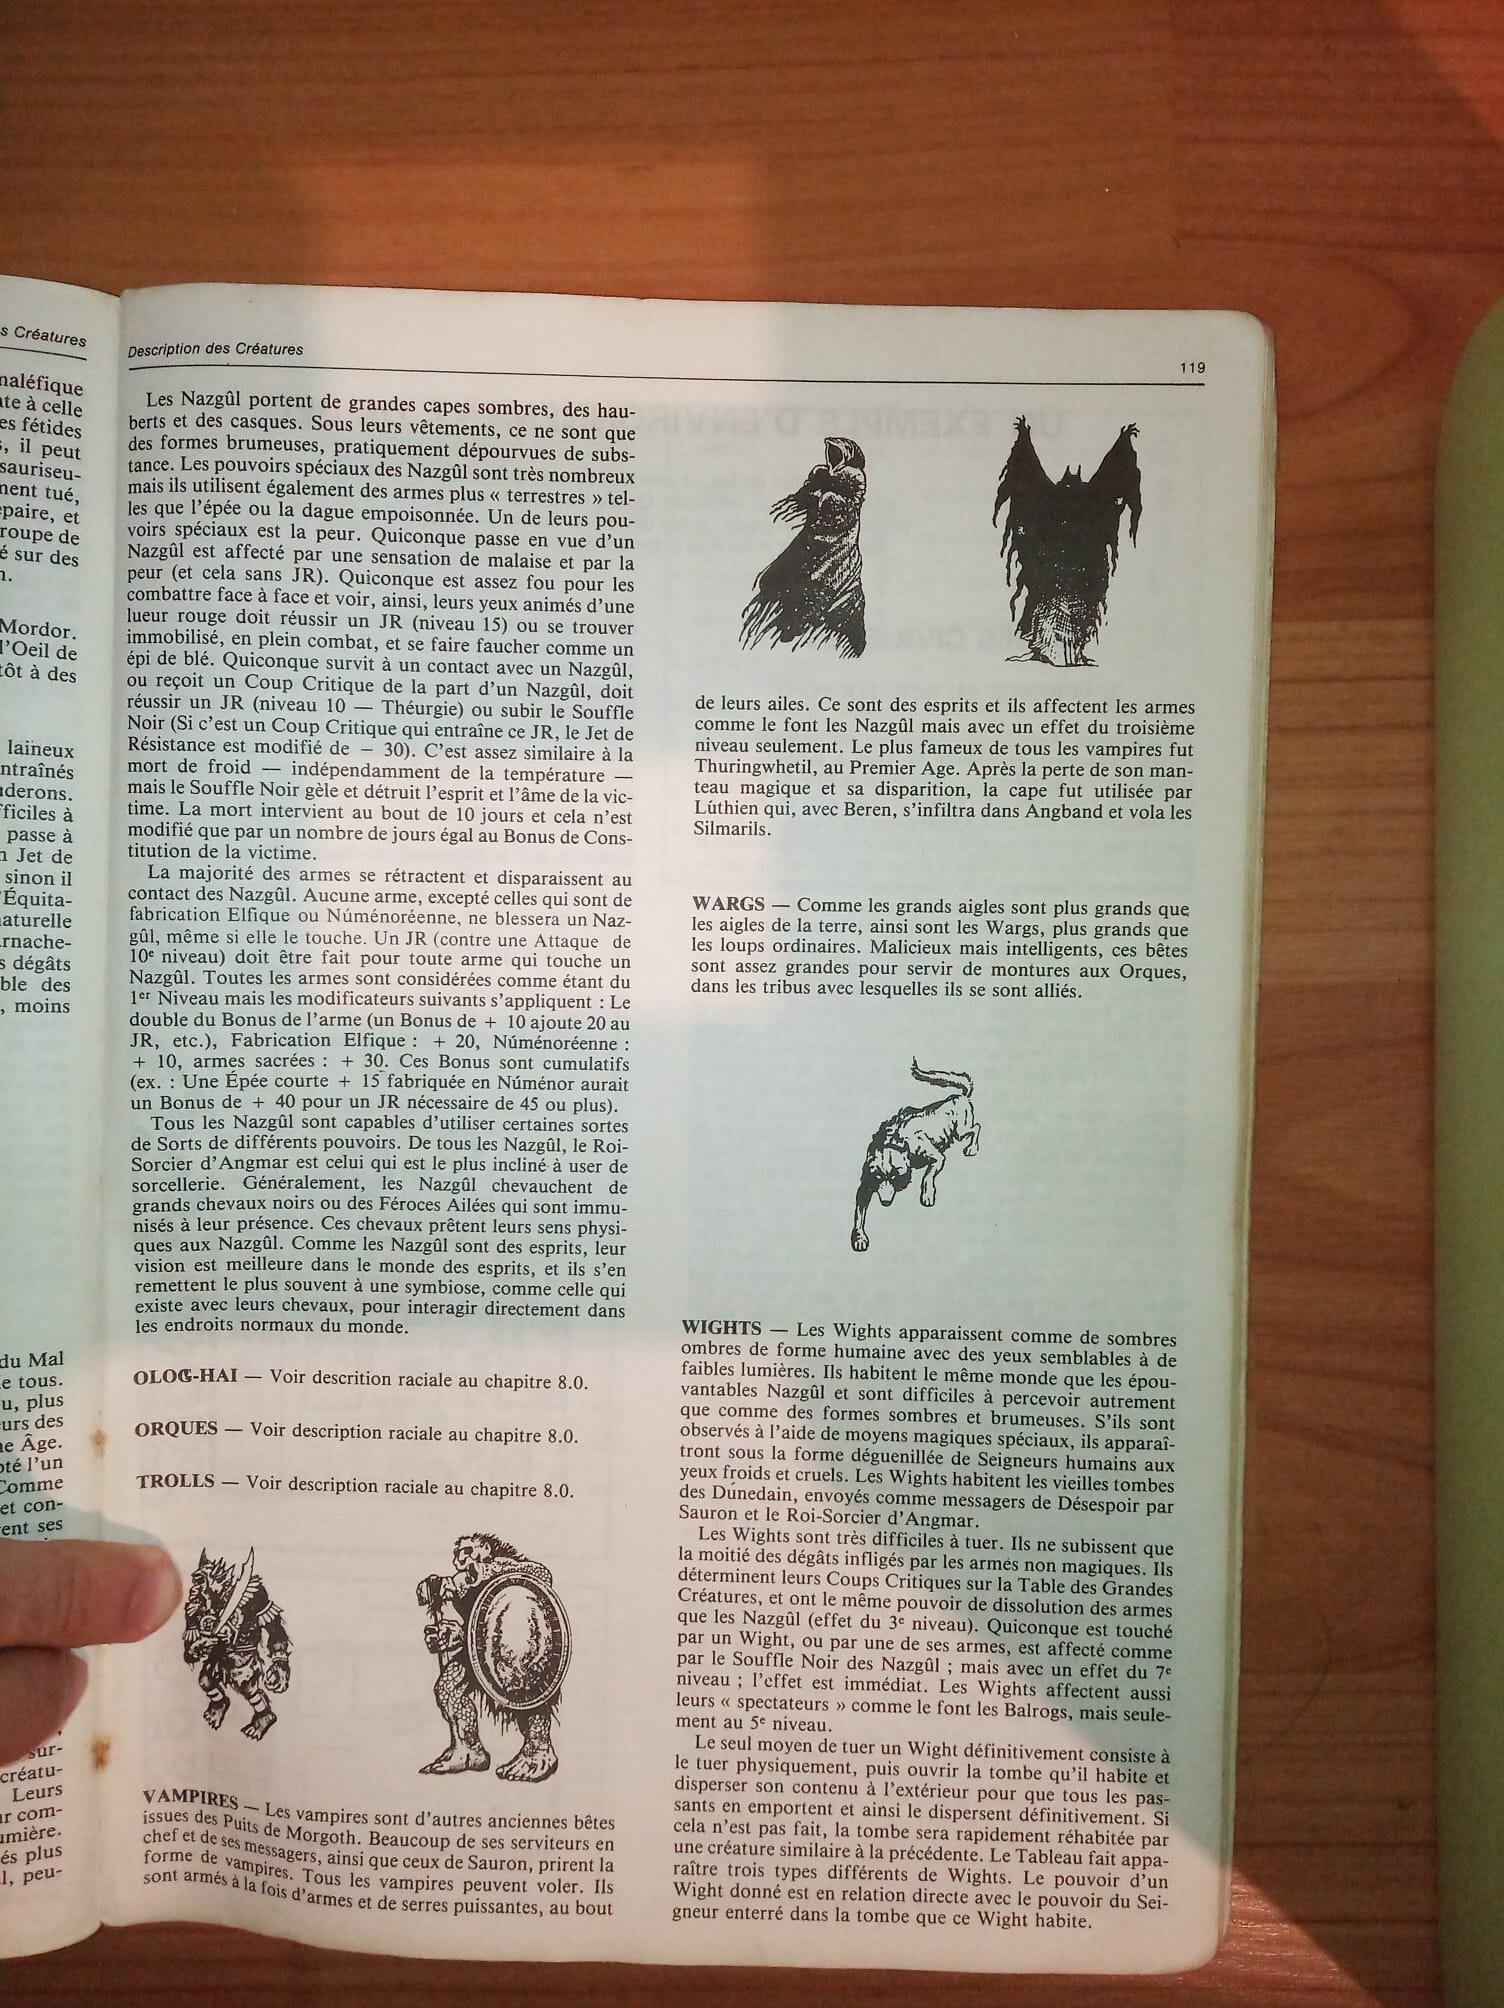 s Créatures
naléfique
te à celle
es fétides
, il peut
sauriseu-
ment tué,
epaire, et
roupe de
é sur des
n.
Mordor.
l'Oeil de
tôt à des
laineux
ntraînés
derons.
fficiles à
passe à
n Jet de
sinon il
'Équita-
aturelle
rnache-
s dégâts
ble des
, moins
du Mal
e tous.
u, plus
urs des
ne Âge.
oté l'un
Comme
et con-
ent ses
sur-
créatu-
Leurs
r com-
umière.
és plus
l, peu-
Description des Créatures
119
Les Nazgûl portent de grandes capes sombres, des hau-
berts et des casques. Sous leurs vêtements, ce ne sont que
des formes brumeuses, pratiquement dépourvues de subs-
tance. Les pouvoirs spéciaux des Nazgûl sont très nombreux
mais ils utilisent également des armes plus « terrestres » tel-
les que l'épée ou la dague empoisonnée. Un de leurs pou-
voirs spéciaux est la peur. Quiconque passe en vue d'un
Nazgûl est affecté par une sensation de malaise et par la
peur (et cela sans JR). Quiconque est assez fou pour les
combattre face à face et voir, ainsi, leurs yeux animés d'une
lueur rouge doit réussir un JR (niveau 15) ou se trouver
immobilisé, en plein combat, et se faire faucher comme un
épi de blé. Quiconque survit à un contact avec un Nazgûl,
ou reçoit un Coup Critique de la part d'un Nazgûl, doit
réussir un JR (niveau 10 — Théurgie) ou subir le Souffle
Noir (Si c'est un Coup Critique qui entraîne ce JR, le Jet de
Résistance est modifié de − 30). C'est assez similaire à la
mort de froid — indépendamment de la température —
mais le Souffle Noir gèle et détruit l'esprit et l'âme de la vic-
time. La mort intervient au bout de 10 jours et cela n'est
modifié que par un nombre de jours égal au Bonus de Cons-
titution de la victime.
La majorité des armes se rétractent et disparaissent au
contact des Nazgûl. Aucune arme, excepté celles qui sont de
fabrication Elfique ou Númenoréenne, ne blessera un Naz-
gûl, même si elle le touche. Un JR (contre une Attaque de
10e niveau) doit être fait pour toute arme qui touche un
Nazgûl. Toutes les armes sont considérées comme étant du
1er Niveau mais les modificateurs suivants s'appliquent : Le
double du Bonus de l'arme (un Bonus de + 10 ajoute 20 au
JR, etc.), Fabrication Elfique : + 20, Númenoréenne :
+ 10, armes sacrées : + 30. Ces Bonus sont cumulatifs
(ex. : Une Épée courte + 15 fabriquée en Númenor aurait
un Bonus de + 40 pour un JR nécessaire de 45 ou plus).
Tous les Nazgûl sont capables d'utiliser certaines sortes
de Sorts de différents pouvoirs. De tous les Nazgûl, le Roi-
Sorcier d'Angmar est celui qui est le plus incliné à user de
sorcellerie. Généralement, les Nazgûl chevauchent de
grands chevaux noirs ou des Féroces Ailées qui sont immu-
nisés à leur présence. Ces chevaux prêtent leurs sens physi-
ques aux Nazgûl. Comme les Nazgûl sont des esprits, leur
vision est meilleure dans le monde des esprits, et ils s'en
remettent le plus souvent à une symbiose, comme celle qui
existe avec leurs chevaux, pour interagir directement dans
les endroits normaux du monde.
OLOG-HAI — Voir descrition raciale au chapitre 8.0.
ORQUES — Voir description raciale au chapitre 8.0.
TROLLS — Voir description raciale au chapitre 8.0.
VAMPIRES — Les vampires sont d'autres anciennes bêtes
issues des Puits de Morgoth. Beaucoup de ses serviteurs en
chef et de ses messagers, ainsi que ceux de Sauron, prirent la
forme de vampires. Tous les vampires peuvent voler. Ils
sont armés à la fois d'armes et de serres puissantes, au bout
de leurs ailes. Ce sont des esprits et ils affectent les armes
comme le font les Nazgûl mais avec un effet du troisième
niveau seulement. Le plus fameux de tous les vampires fut
Thuringwhetil, au Premier Age. Après la perte de son man-
teau magique et sa disparition, la cape fut utilisée par
Lúthien qui, avec Beren, s'infiltra dans Angband et vola les
Silmarils.
WARGS — Comme les grands aigles sont plus grands que
les aigles de la terre, ainsi sont les Wargs, plus grands que
les loups ordinaires. Malicieux mais intelligents, ces bêtes
sont assez grandes pour servir de montures aux Orques,
dans les tribus avec lesquelles ils se sont alliés.
WIGHTS — Les Wights apparaissent comme de sombres
ombres de forme humaine avec des yeux semblables à de
faibles lumières. Ils habitent le même monde que les épou-
vantables Nazgûl et sont difficiles à percevoir autrement
que comme des formes sombres et brumeuses. S'ils sont
observés à l'aide de moyens magiques spéciaux, ils apparaî-
tront sous la forme déguenillée de Seigneurs humains aux
yeux froids et cruels. Les Wights habitent les vieilles tombes
des Dúnedain, envoyés comme messagers de Désespoir par
Sauron et le Roi-Sorcier d'Angmar.
Les Wights sont très difficiles à tuer. Ils ne subissent que
la moitié des dégâts infligés par les armes non magiques. Ils
déterminent leurs Coups Critiques sur la Table des Grandes
Créatures, et ont le même pouvoir de dissolution des armes
que les Nazgûl (effet du 3e niveau). Quiconque est touché
par un Wight, ou par une de ses armes, est affecté comme
par le Souffle Noir des Nazgûl ; mais avec un effet du 7e
niveau ; l'effet est immédiat. Les Wights affectent aussi
leurs « spectateurs » comme le font les Balrogs, mais seule-
ment au 5e niveau.
Le seul moyen de tuer un Wight définitivement consiste à
le tuer physiquement, puis ouvrir la tombe qu'il habite et
disperser son contenu à l'extérieur pour que tous les pas-
sants en emportent et ainsi le dispersent définitivement. Si
cela n'est pas fait, la tombe sera rapidement réhabitée par
une créature similaire à la précédente. Le Tableau fait appa-
raître trois types différents de Wights. Le pouvoir d'un
Wight donné est en relation directe avec le pouvoir du Sei-
gneur enterré dans la tombe que ce Wight habite.